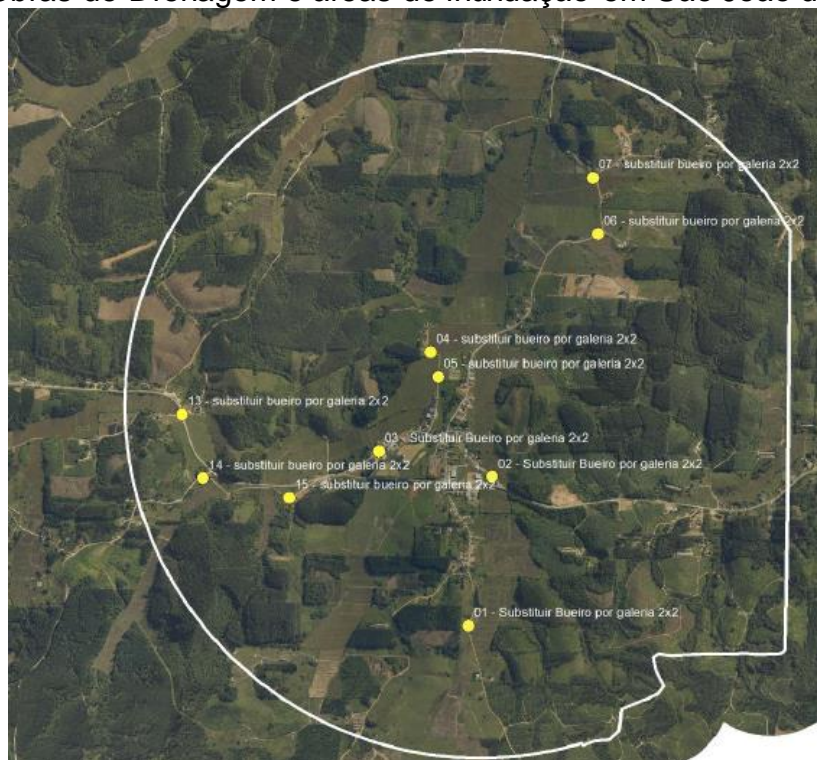 07 - substituir bueiro por galeria 2x2
06 - substituir bueiro por galeria 2x2
04 - substituir bueiro por galeria 2x2
05 - substituir bueiro por galeria 2x2
13 - substituir bueiro por galeria 2x2
03 - Substituir Bueiro por galeria 2x2
14 - substituir bueiro por galeria 2x2
02 - Substituir Bueiro por galeria 2x2
15 - substituir bueiro por galeria 2x2
01 - Substituir Bueiro por galeria 2x2